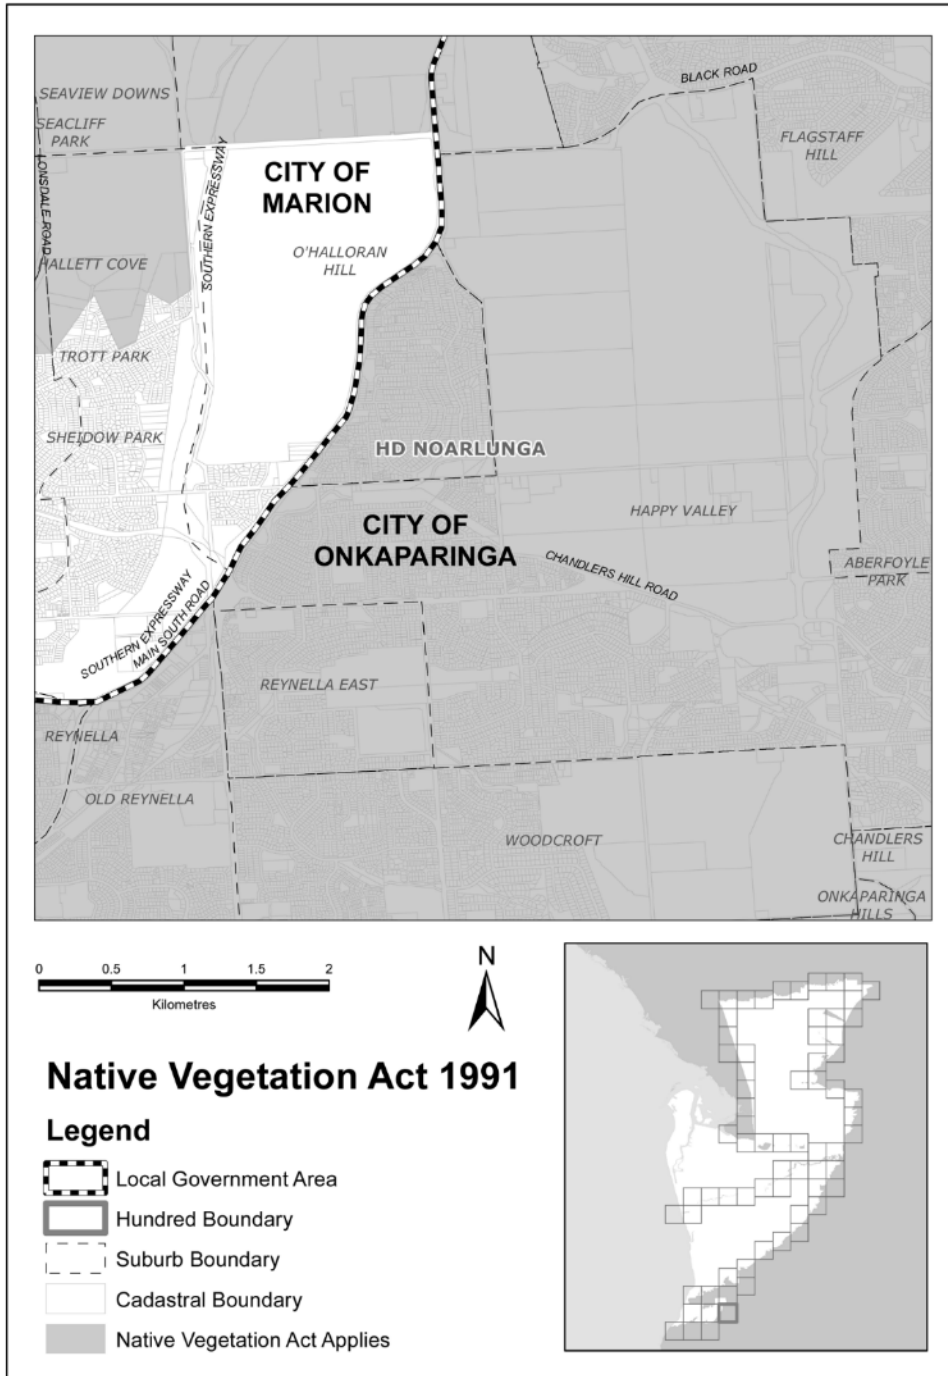 BLACK ROAD
SEAVIEW DOWNS
SEACLIFF
PARK
FLAGSTAFF
HILL
LONSDALE ROAD
SOUTHERN EXPRESSWAY
CITY OF
MARION
O'HALLORAN
HILL
HALLETT COVE
TROTT PARK
SHEIDOW PARK
HD NOARLUNGA
HAPPY VALLEY
CITY OF
ONKAPARINGA
CHANDLERS HILL ROAD
ABERFOYLE
PARK
SOUTHERN EXPRESSWAY
MAIN SOUTH ROAD
REYNELLA EAST
REYNELLA
OLD REYNELLA
WOODCROFT
CHANDLERS
HILL
ONKAPARINGA
HILLS
0 0.5 1 1.5 2
Kilometres
N
Native Vegetation Act 1991
Legend
Local Government Area
Hundred Boundary
Suburb Boundary
Cadastral Boundary
Native Vegetation Act Applies